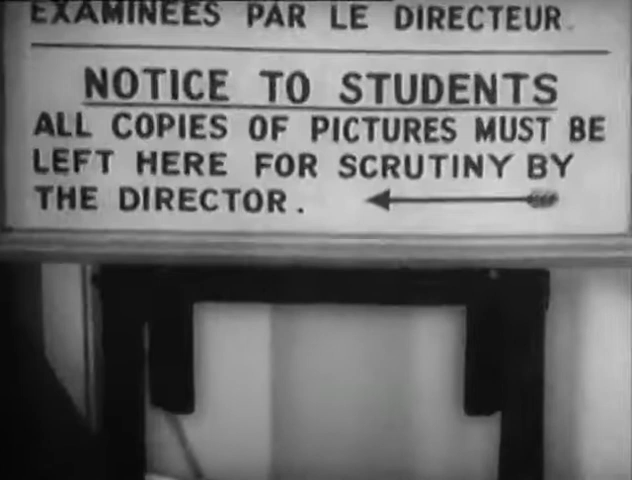 EXAMINÉES PAR LE DIRECTEUR.
NOTICE TO STUDENTS
ALL COPIES OF PICTURES MUST BE
LEFT HERE FOR SCRUTINY BY
THE DIRECTOR.